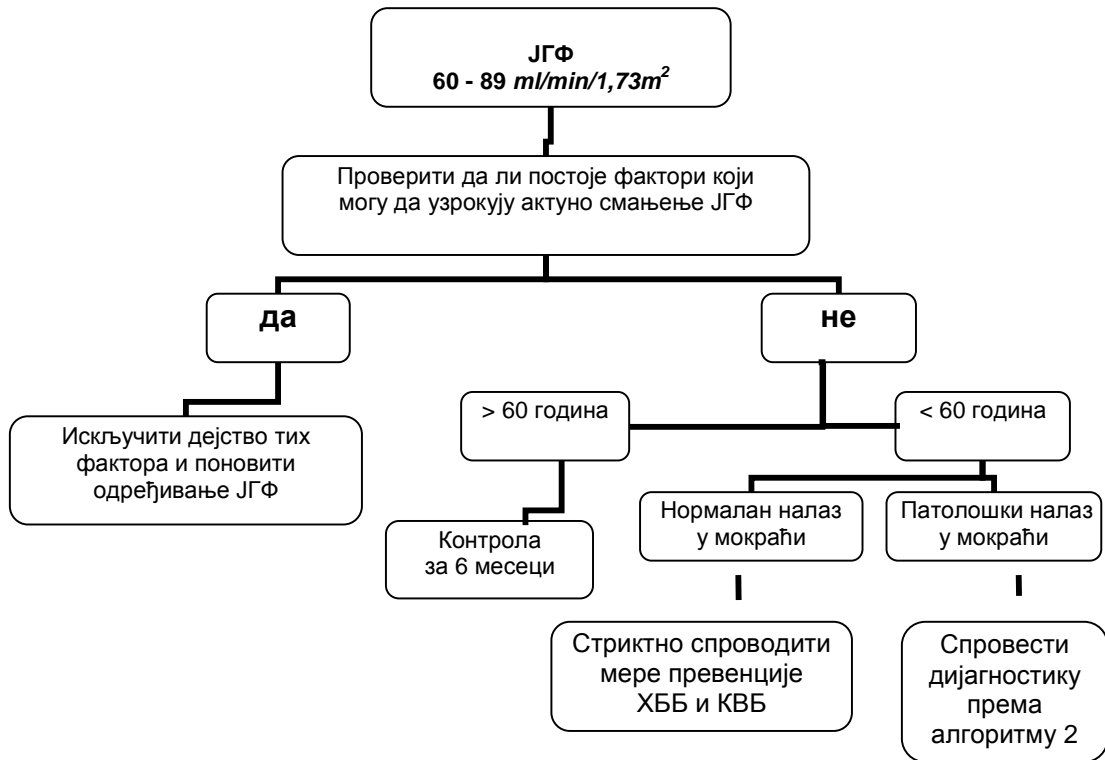 ЈГФ
60 - 89 ml/min/1,73m²
Проверити да ли постоје фактори који
могу да узрокују актуно смањење ЈГФ
да
не
> 60 година
< 60 година
Искључити дејство тих
фактора и поновити
одређивање ЈГФ
Нормалан налаз
у мокраћи
Патолошки налаз
у мокраћи
Контрола
за 6 месеци
Стриктно спроводити
мере превенције
ХББ и КВБ
Спровести
дијагностику
према
алгоритму 2